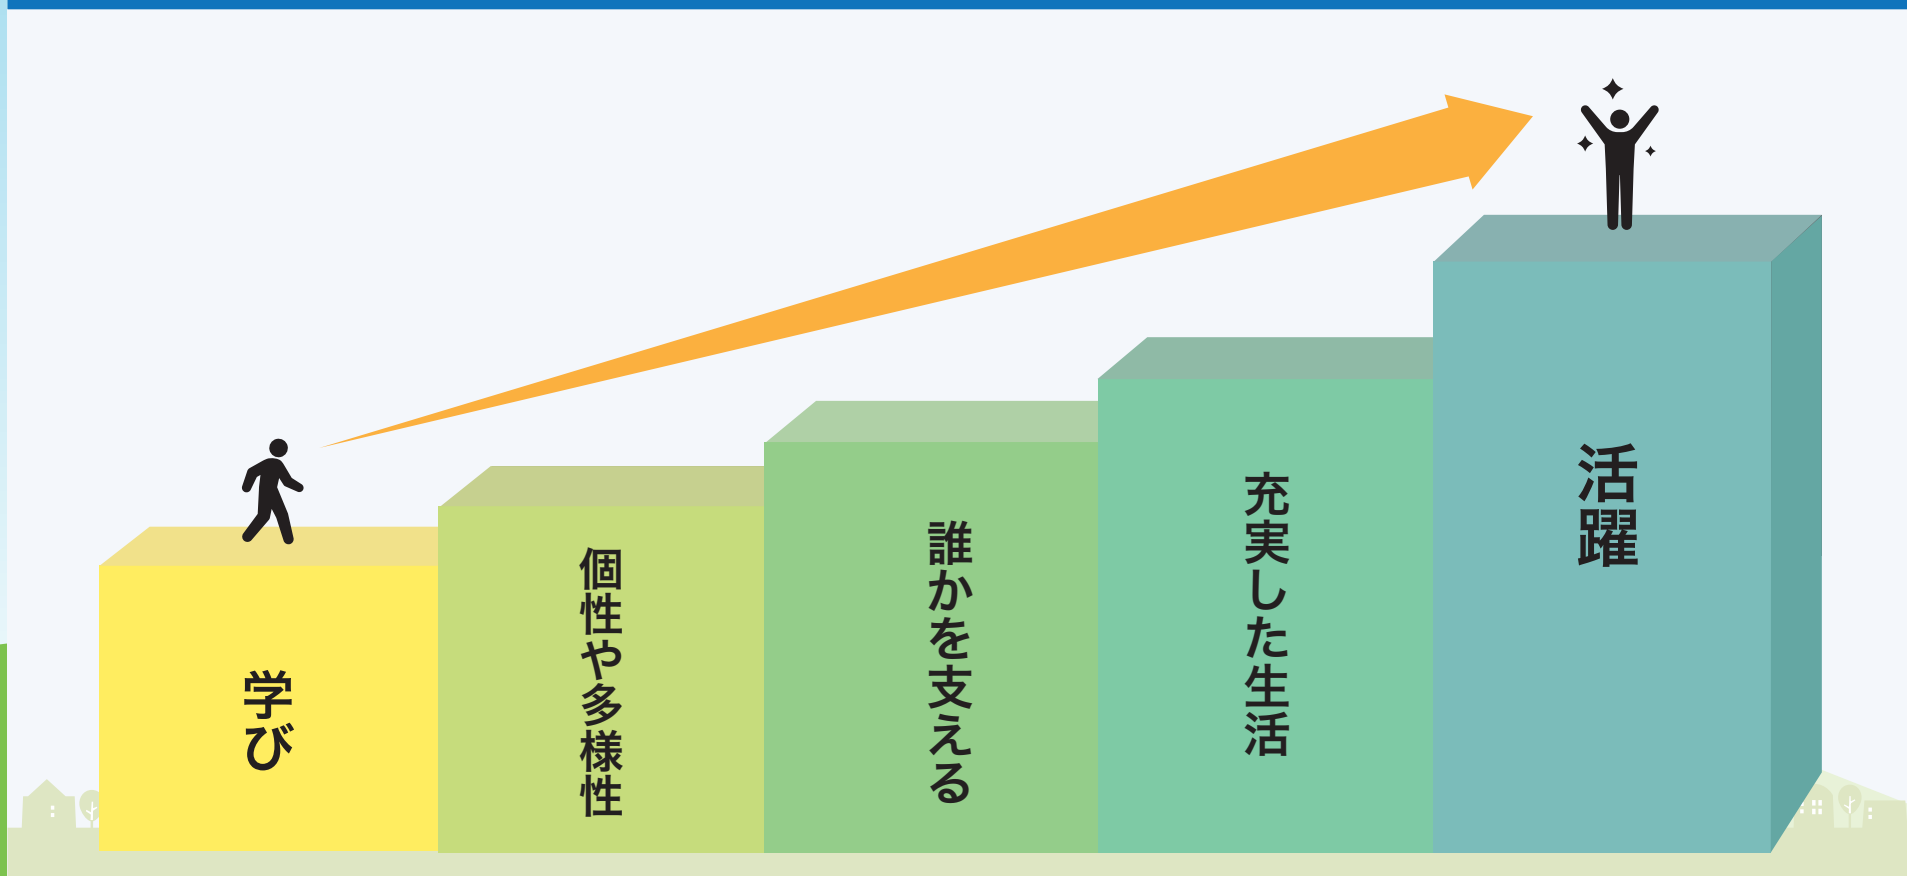 学び
個性や多様性
誰かを支える
充実した生活
活躍